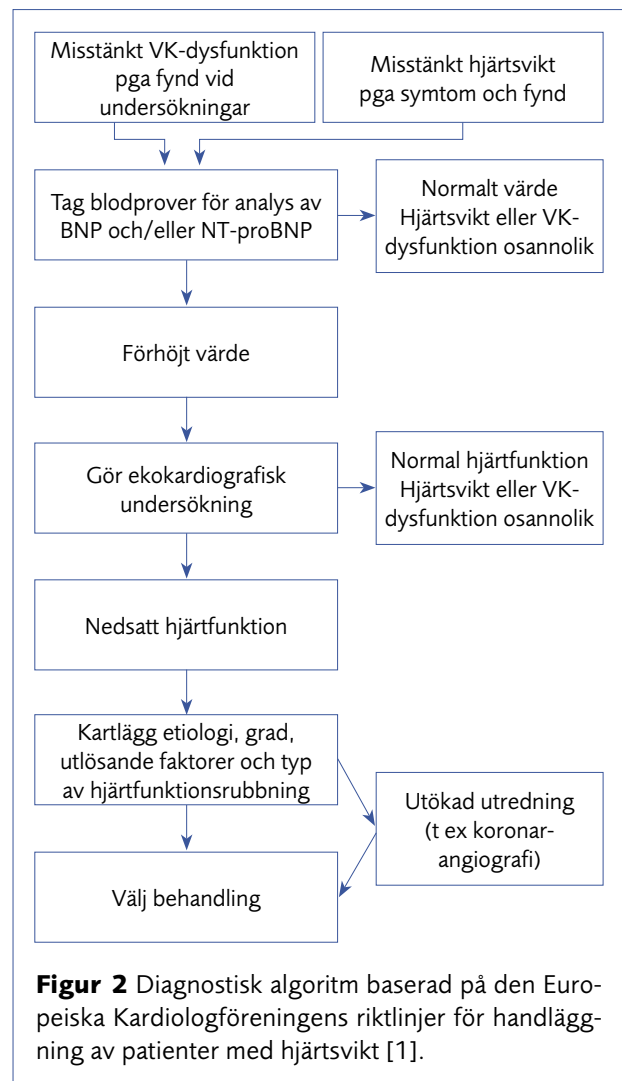 Misstänkt VK-dysfunktion
pga fynd vid
undersökningar
Misstänkt hjärtsvikt
pga symtom och fynd
Tag blodprover för analys av
BNP och/eller NT-proBNP
Normalt värde
Hjärtsvikt eller VK-
dysfunktion osannolik
Förhöjt värde
Gör ekokardiografisk
undersökning
Normal hjärtfunktion
Hjärtsvikt eller VK-
dysfunktion osannolik
Nedsatt hjärtfunktion
Kartlägg etiologi, grad,
utlösande faktorer och typ
av hjärtfunktionsrubbning
Utökad utredning
(t ex koronar-
angiografi)
Välj behandling
Figur 2 Diagnostisk algoritm baserad på den Euro-
peiska Kardiologföreningens riktlinjer för handlägg-
ning av patienter med hjärtsvikt [1].